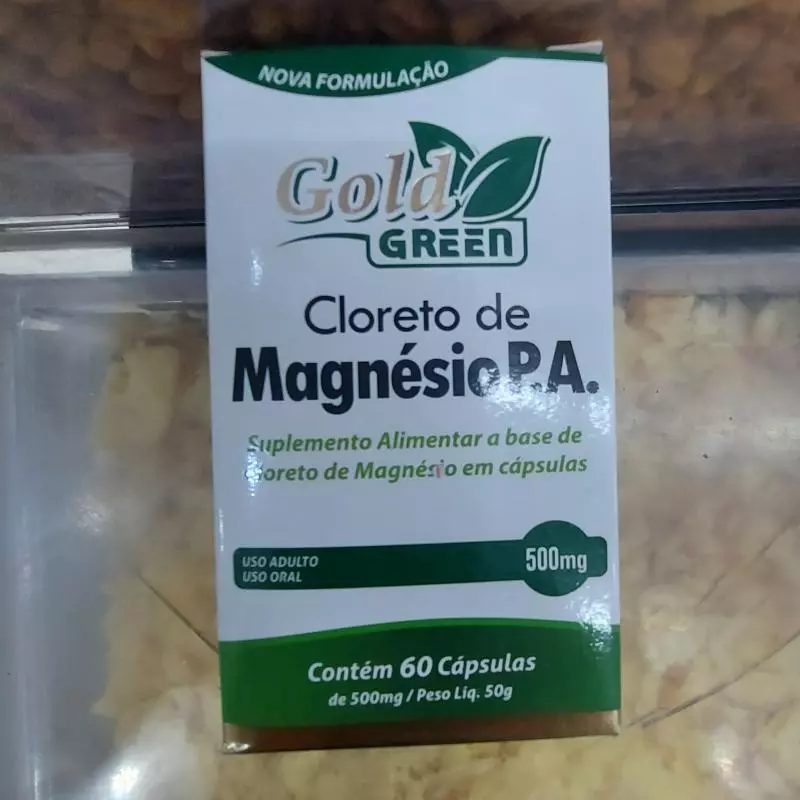 NOVA FORMULAÇÃO
Gold
GREEN
Cloreto de
Magnésio P.A.
Suplemento Alimentar a base de
Cloreto de Magnésio em cápsulas
USO ADULTO
USO ORAL
500mg
Contém 60 Cápsulas
de 500mg / Peso Líq. 50g